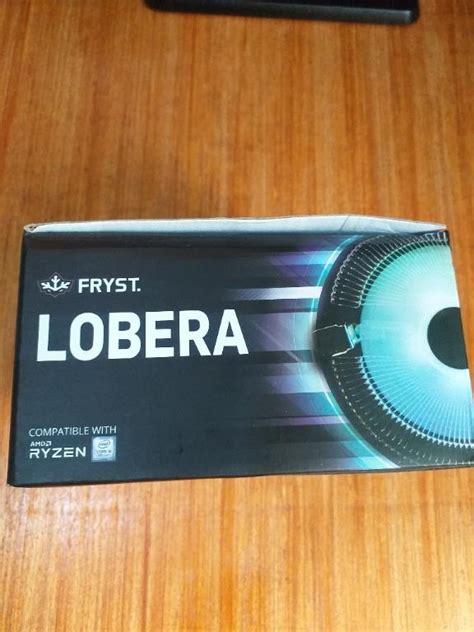 FRYST.
LOBERA
COMPATIBLE WITH
AMD
RYZEN